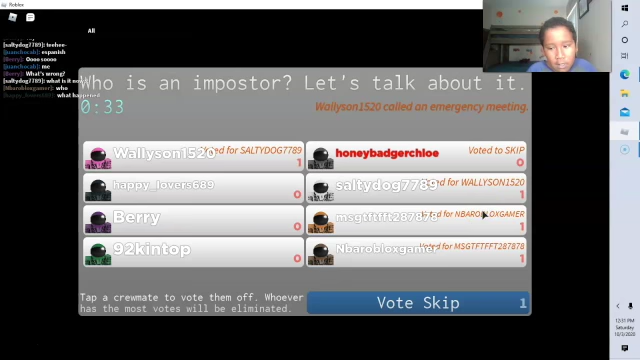 Roblox
All
[saltydog7789]: teehee
[juanchocab]: espanish
[Berry]: Oooo soooo
[juanchocab]: me
[Berry]: What's wrong?
[saltydog7789]: what is it
[Nbarobloxgamer]: who
what happened
Who is an impostor? Let's talk about it.
0:33
Wallyson1520 called an emergency meeting.
Wallyson1520
Voted for SALTYDOG7789
1
honeybadgerchloe
Voted to SKIP
0
happy_lovers689
0
saltydog7789
Voted for WALLYSON1520
1
Berry
0
msgtftfft287878
Voted for NBAROBLOXGAMER
1
92kintop
0
Nbarobloxgamer
Voted for MSGTFTFFT287878
1
Tap a crewmate to vote them off. Whoever
has the most votes will be eliminated.
Vote Skip
1
12:31 PM
Saturday
10/3/2020